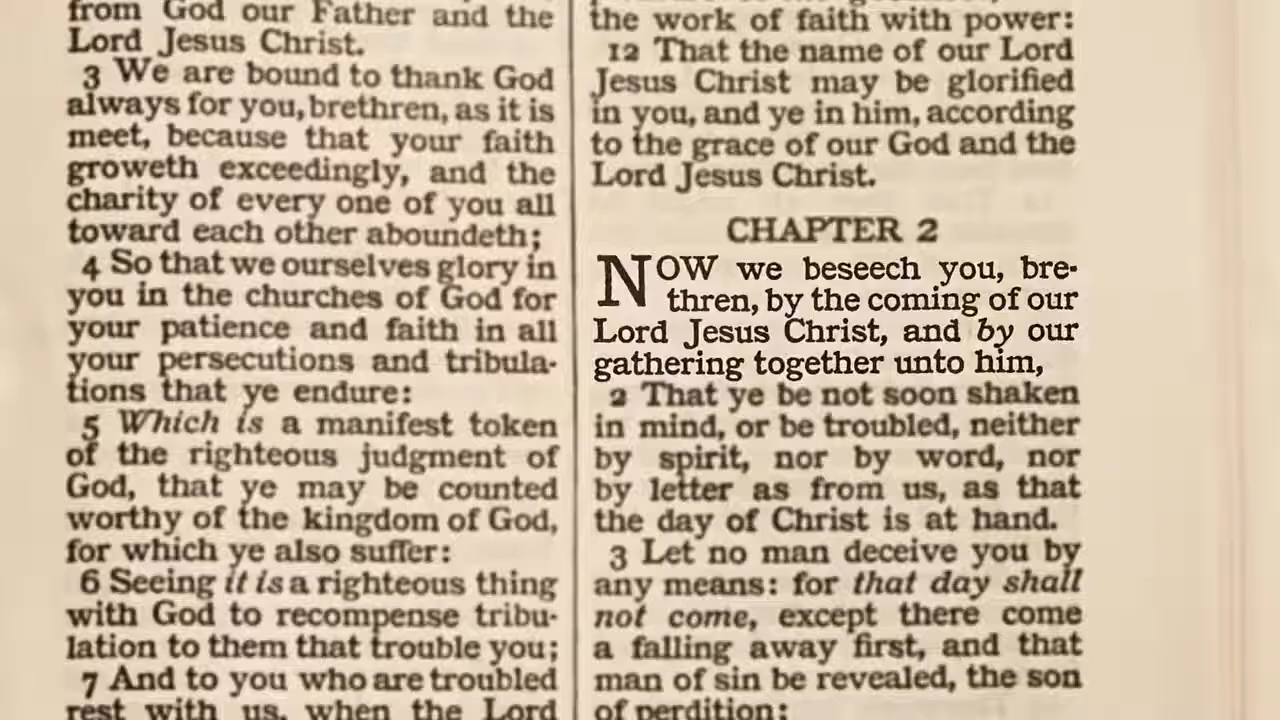 from God our Father and the
Lord Jesus Christ.
3 We are bound to thank God
always for you, brethren, as it is
meet, because that your faith
groweth exceedingly, and the
charity of every one of you all
toward each other aboundeth;
4 So that we ourselves glory in
you in the churches of God for
your patience and faith in all
your persecutions and tribula-
tions that ye endure:
5 Which is a manifest token
of the righteous judgment of
God, that ye may be counted
worthy of the kingdom of God,
for which ye also suffer:
6 Seeing it is a righteous thing
with God to recompense tribu-
lation to them that trouble you;
7 And to you who are troubled
rest with us, when the Lord
the work of faith with power:
12 That the name of our Lord
Jesus Christ may be glorified
in you, and ye in him, according
to the grace of our God and the
Lord Jesus Christ.
CHAPTER 2
NOW we beseech you, bre-
thren, by the coming of our
Lord Jesus Christ, and by our
gathering together unto him,
2 That ye be not soon shaken
in mind, or be troubled, neither
by spirit, nor by word, nor
by letter as from us, as that
the day of Christ is at hand.
3 Let no man deceive you by
any means: for that day shall
not come, except there come
a falling away first, and that
man of sin be revealed, the son
of perdition: